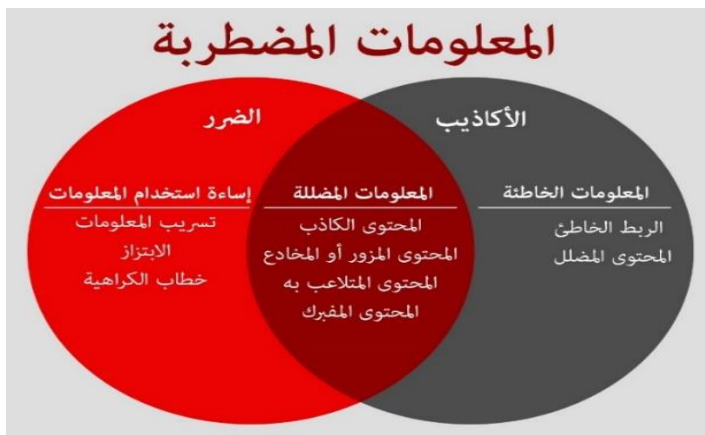 المعلومات المضطربة
الأكاذيب
الضرر
المعلومات الخاطئة
الربط الخاطئ
المحتوى المضلل
المعلومات المضللة
المحتوى الكاذب
المحتوى المزور أو المخادع
المحتوى المتلاعب به
المحتوى المفبرك
إساءة استخدام المعلومات
تسريب المعلومات
الابتزاز
خطاب الكراهية